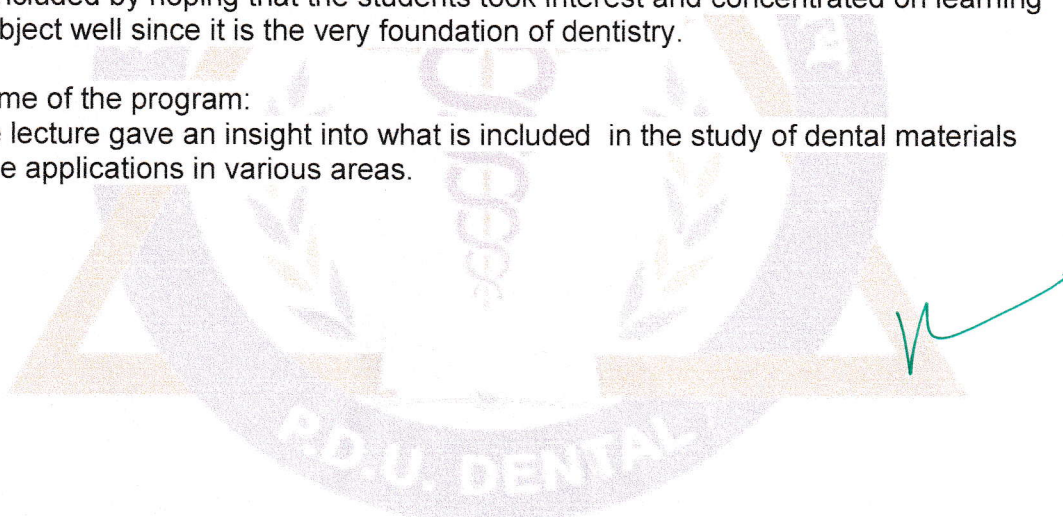 ncluded by hoping that the students took interest and concentrated on learning
bject well since it is the very foundation of dentistry.
me of the program:
e lecture gave an insight into what is included in the study of dental materials
e applications in various areas.
P.D.U. DENTAL